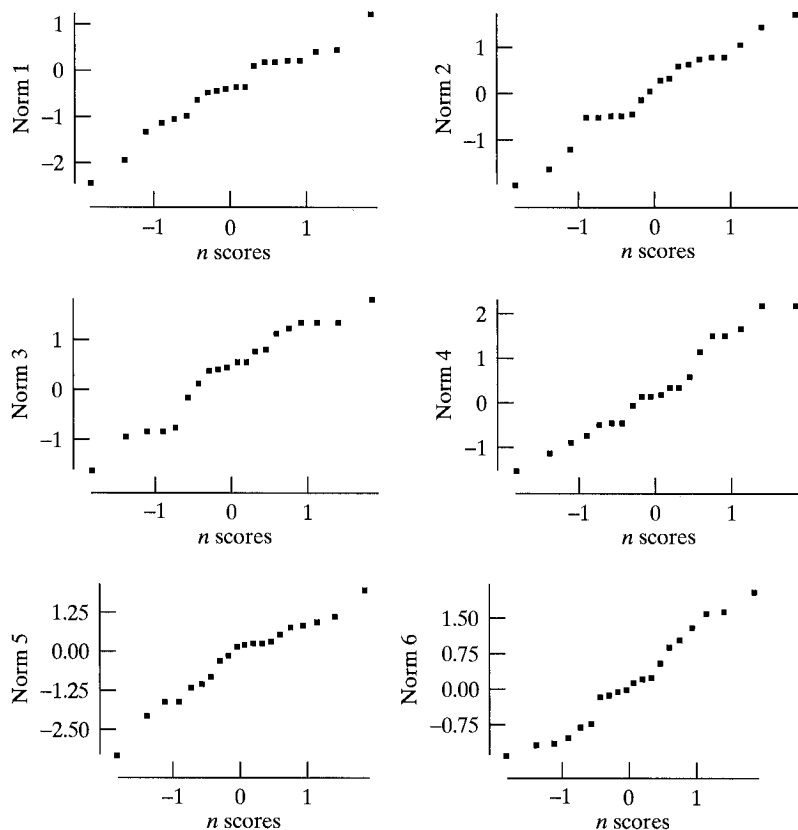 Norm 1
1
0
−1
−2
−1 0 1
n scores
Norm 2
1
0
−1
−1 0 1
n scores
Norm 3
1
0
−1
−1 0 1
n scores
Norm 4
2
1
0
−1
−1 0 1
n scores
Norm 5
1.25
0.00
−1.25
−2.50
−1 0 1
n scores
Norm 6
1.50
0.75
0.00
−0.75
−1 0 1
n scores